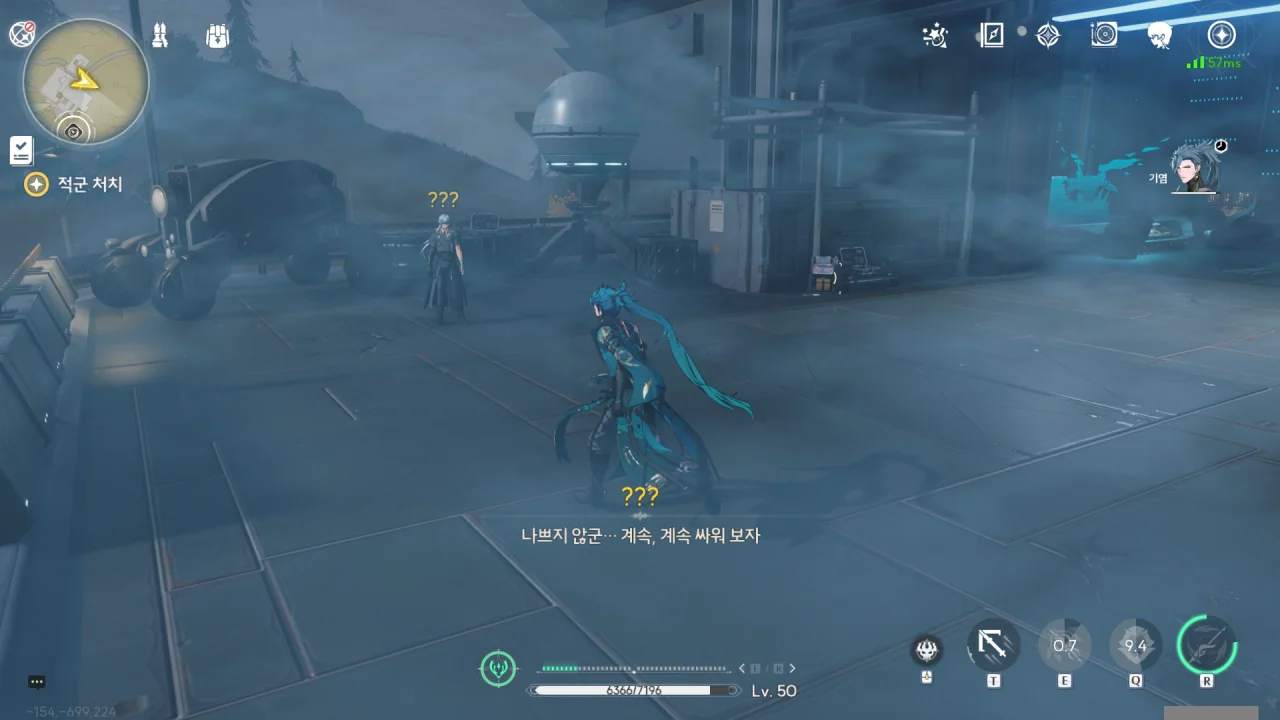 57ms
적군 처치
기염
???
???
나쁘지 않군… 계속, 계속 싸워 보자
0.7
9.4
T
E
Q
R
6366/7196
Lv. 50
-154,-699,224